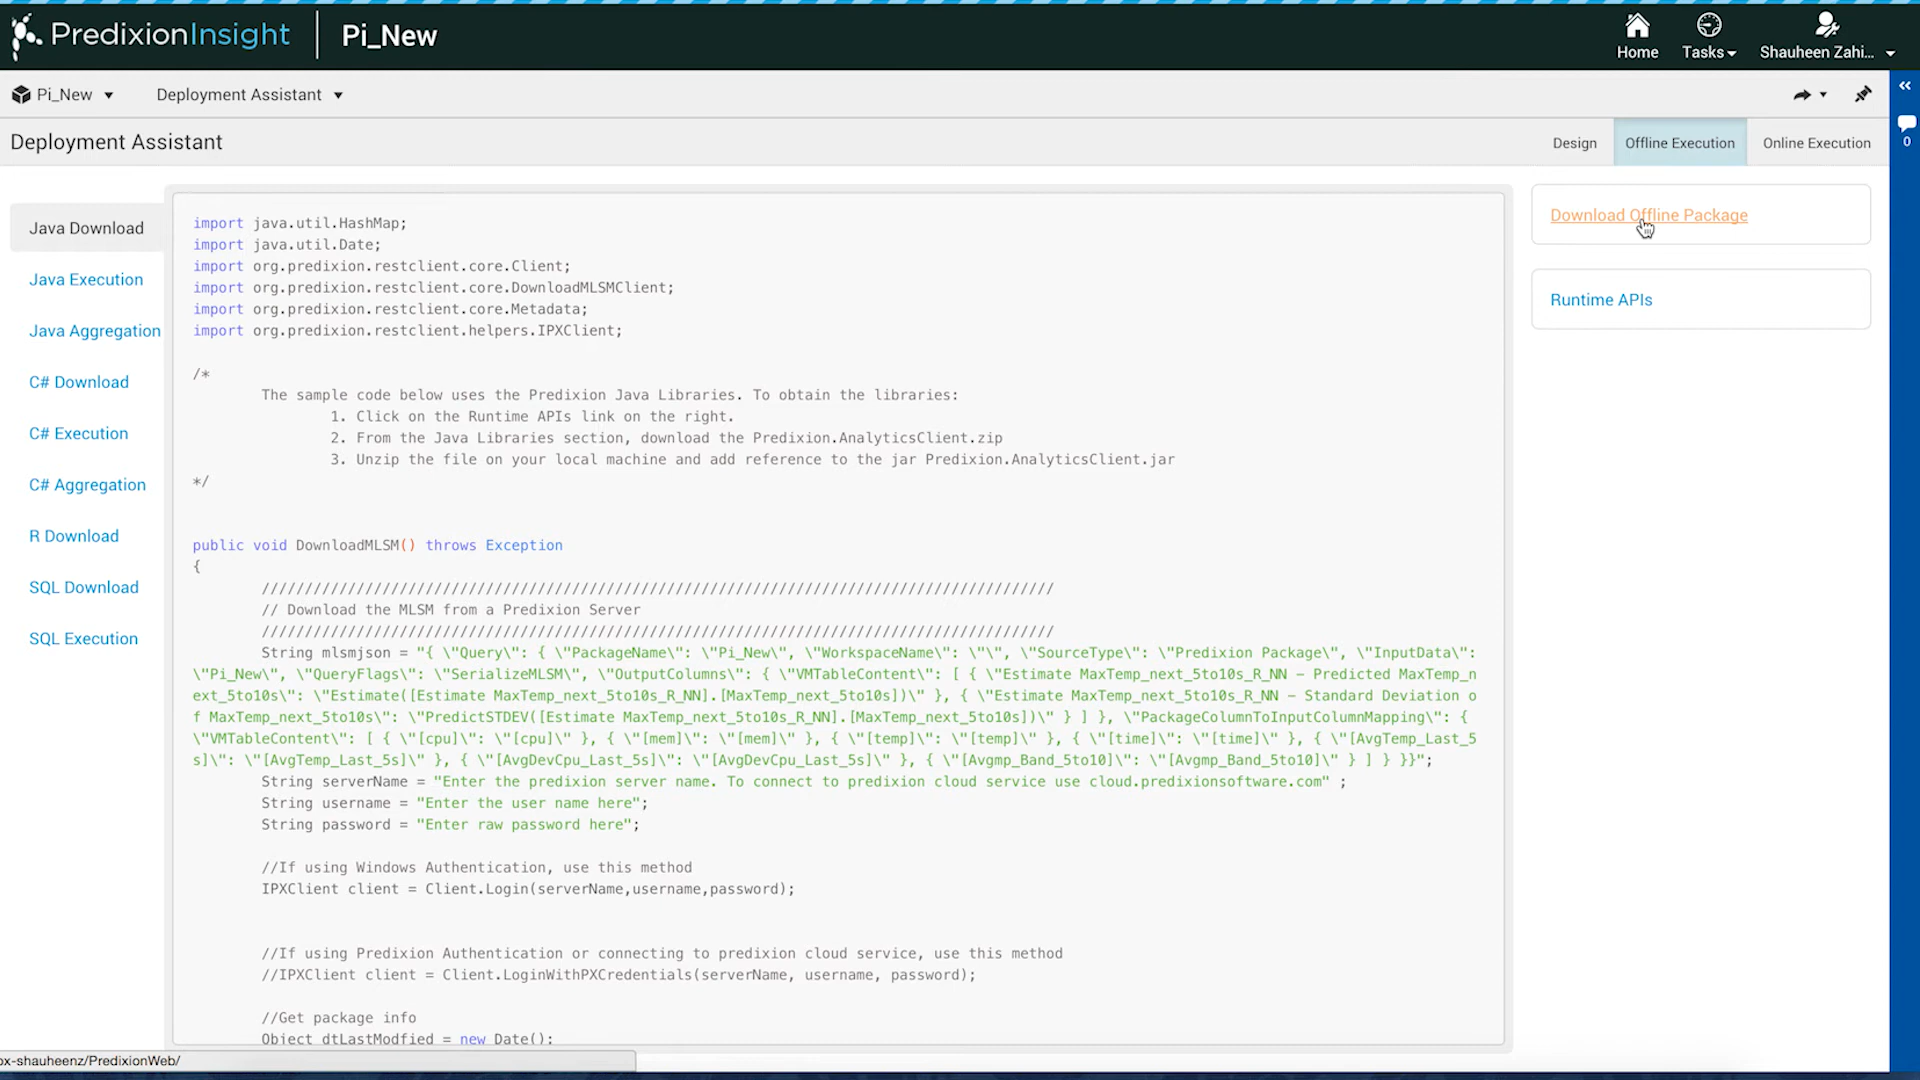 PredixionInsight
Pi_New
Home
Tasks
Shauheen Zahi...
Pi_New
Deployment Assistant
Deployment Assistant
Design
Offline Execution
Online Execution
0
Java Download
Java Execution
Java Aggregation
C# Download
C# Execution
C# Aggregation
R Download
SQL Download
SQL Execution
import java.util.HashMap;
import java.util.Date;
import org.predixion.restclient.core.Client;
import org.predixion.restclient.core.DownloadMLSMClient;
import org.predixion.restclient.core.Metadata;
import org.predixion.restclient.helpers.IPXClient;
/*
The sample code below uses the Predixion Java Libraries. To obtain the libraries:
1. Click on the Runtime APIs link on the right.
2. From the Java Libraries section, download the Predixion.AnalyticsClient.zip
3. Unzip the file on your local machine and add reference to the jar Predixion.AnalyticsClient.jar
*/
public void DownloadMLSM() throws Exception
{
////////////////////////////////////////////////////////////////////////////////////////////
// Download the MLSM from a Predixion Server
////////////////////////////////////////////////////////////////////////////////////////////
String mlsmjson = "{ \"Query\": { \"PackageName\": \"Pi_New\", \"WorkspaceName\": \"\", \"SourceType\": \"Predixion Package\", \"InputData\":
\"Pi_New\", \"QueryFlags\": \"SerializeMLSM\", \"OutputColumns\": { \"VMTableContent\": [ { \"Estimate MaxTemp_next_5to10s_R_NN - Predicted MaxTemp_n
ext_5to10s\": \"Estimate([Estimate MaxTemp_next_5to10s_R_NN].[MaxTemp_next_5to10s])\" }, { \"Estimate MaxTemp_next_5to10s_R_NN - Standard Deviation o
f MaxTemp_next_5to10s\": \"PredictSTDEV([Estimate MaxTemp_next_5to10s_R_NN].[MaxTemp_next_5to10s])\" } ] }, \"PackageColumnToInputColumnMapping\": {
\"VMTableContent\": [ { \"[cpu]\": \"[cpu]\" }, { \"[mem]\": \"[mem]\" }, { \"[temp]\": \"[temp]\" }, { \"[time]\": \"[time]\" }, { \"[AvgTemp_Last_5
s]\": \"[AvgTemp_Last_5s]\" }, { \"[AvgDevCpu_Last_5s]\": \"[AvgDevCpu_Last_5s]\" }, { \"[Avgmp_Band_5to10]\": \"[Avgmp_Band_5to10]\" } ] } }}";
String serverName = "Enter the predixion server name. To connect to predixion cloud service use cloud.predixionsoftware.com" ;
String username = "Enter the user name here";
String password = "Enter raw password here";
//If using Windows Authentication, use this method
IPXClient client = Client.Login(serverName,username,password);
//If using Predixion Authentication or connecting to predixion cloud service, use this method
//IPXClient client = Client.LoginWithPXCredentials(serverName, username, password);
//Get package info
Object dtLastModfied = new Date();
Download Offline Package
Runtime APIs
ox-shauheenz/PredixionWeb/